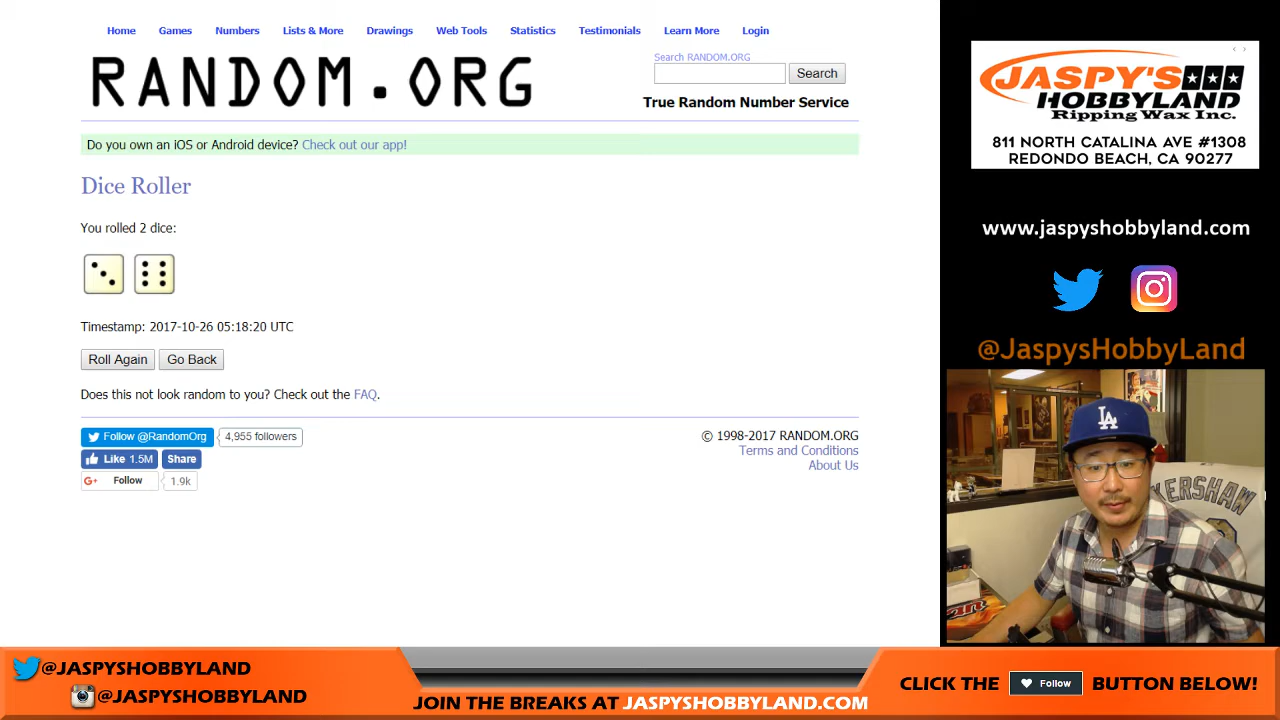 Home Games Numbers Lists & More Drawings Web Tools Statistics Testimonials Learn More Login
RANDOM.ORG
Search RANDOM.ORG
Search
True Random Number Service
Do you own an iOS or Android device? Check out our app!
Dice Roller
You rolled 2 dice:
Timestamp: 2017-10-26 05:18:20 UTC
Roll Again Go Back
Does this not look random to you? Check out the FAQ.
Follow @RandomOrg 4,955 followers
Like 1.5M Share
G+ Follow 1.9k
© 1998-2017 RANDOM.ORG
Terms and Conditions
About Us
JASPY'S
HOBBYLAND
Ripping Wax Inc.
811 NORTH CATALINA AVE #1308
REDONDO BEACH, CA 90277
www.jaspyshobbyland.com
@JaspysHobbyLand
LA
KERSHAW
@JASPYSHOBBYLAND
@JASPYSHOBBYLAND
JOIN THE BREAKS AT JASPYSHOBBYLAND.COM
CLICK THE Follow BUTTON BELOW!